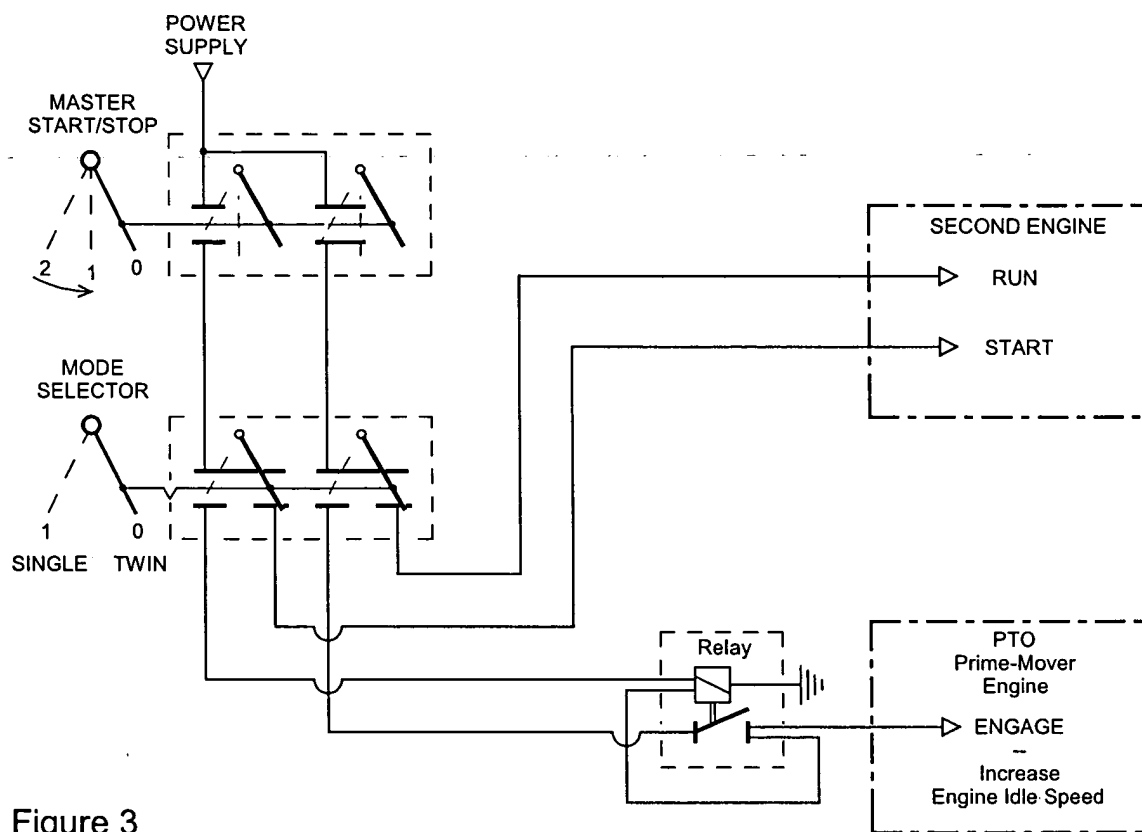 POWER
SUPPLY
MASTER
START/STOP
2
1
0
SECOND ENGINE
RUN
START
MODE
SELECTOR
1
0
SINGLE
TWIN
Relay
PTO
Prime-Mover
Engine
ENGAGE
–
Increase
Engine Idle Speed
Figure 3